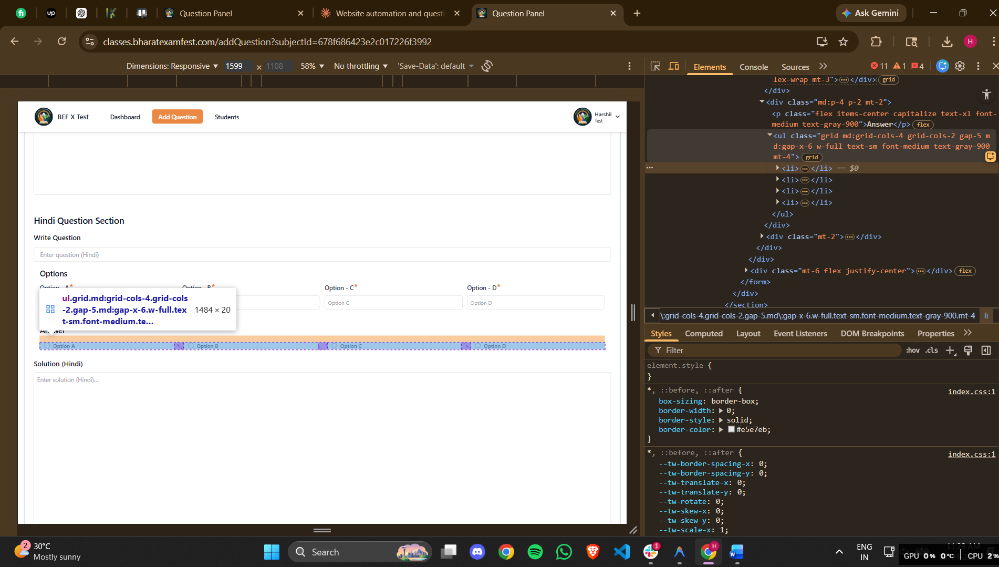 Question Panel
Website automation and questi
Question Panel
Ask Gemini
classes.bharatexamfest.com/addQuestion?subjectId=678f686423e2c017226f3992
H
Dimensions: Responsive 1599 × 1108 58% No throttling 'Save-Data': default
Elements Console Sources 11 1 4
BEF X Test Dashboard Add Question Students
Harshil
Test
Hindi Question Section
Write Question
Enter question (Hindi)
Options
Option - A* Option - B* Option - C* Option - D*
Option C Option D
ul.grid.md:grid-cols-4.grid-cols
-2.gap-5.md:gap-x-6.w-full.tex
t-sm.font-medium.te...
1484 × 20
Answer
Option A Option B Option C Option D
Solution (Hindi)
Enter solution (Hindi)...
lex-wrap mt-3"> </div> grid
</div>
<div class="md:p-4 p-2 mt-2">
<p class="flex items-center capitalize text-xl font-
medium text-gray-900">Answer</p> flex
<ul class="grid md:grid-cols-4 grid-cols-2 gap-5 m
d:gap-x-6 w-full text-sm font-medium text-gray-900
mt-4"> grid
<li> </li> == $0
<li> </li>
<li> </li>
<li> </li>
</ul>
</div>
<div class="mt-2"> </div>
</div>
</div>
<div class="mt-6 flex justify-center"> </div> flex
</form>
</div>
</section>
\:grid-cols-4.grid-cols-2.gap-5.md\:gap-x-6.w-full.text-sm.font-medium.text-gray-900.mt-4 li
Styles Computed Layout Event Listeners DOM Breakpoints Properties
Filter :hov .cls
element.style {
}
*, ::before, ::after { index.css:1
box-sizing: border-box;
border-width: 0;
border-style: solid;
border-color: #e5e7eb;
}
*, ::before, ::after { index.css:1
--tw-border-spacing-x: 0;
--tw-border-spacing-y: 0;
--tw-translate-x: 0;
--tw-translate-y: 0;
--tw-rotate: 0;
--tw-skew-x: 0;
--tw-skew-y: 0;
--tw-scale-x: 1;
2
30°C
Mostly sunny
Search
1
H
ENG
IN
11:23 AM
GPU 0% 0°C CPU 2%